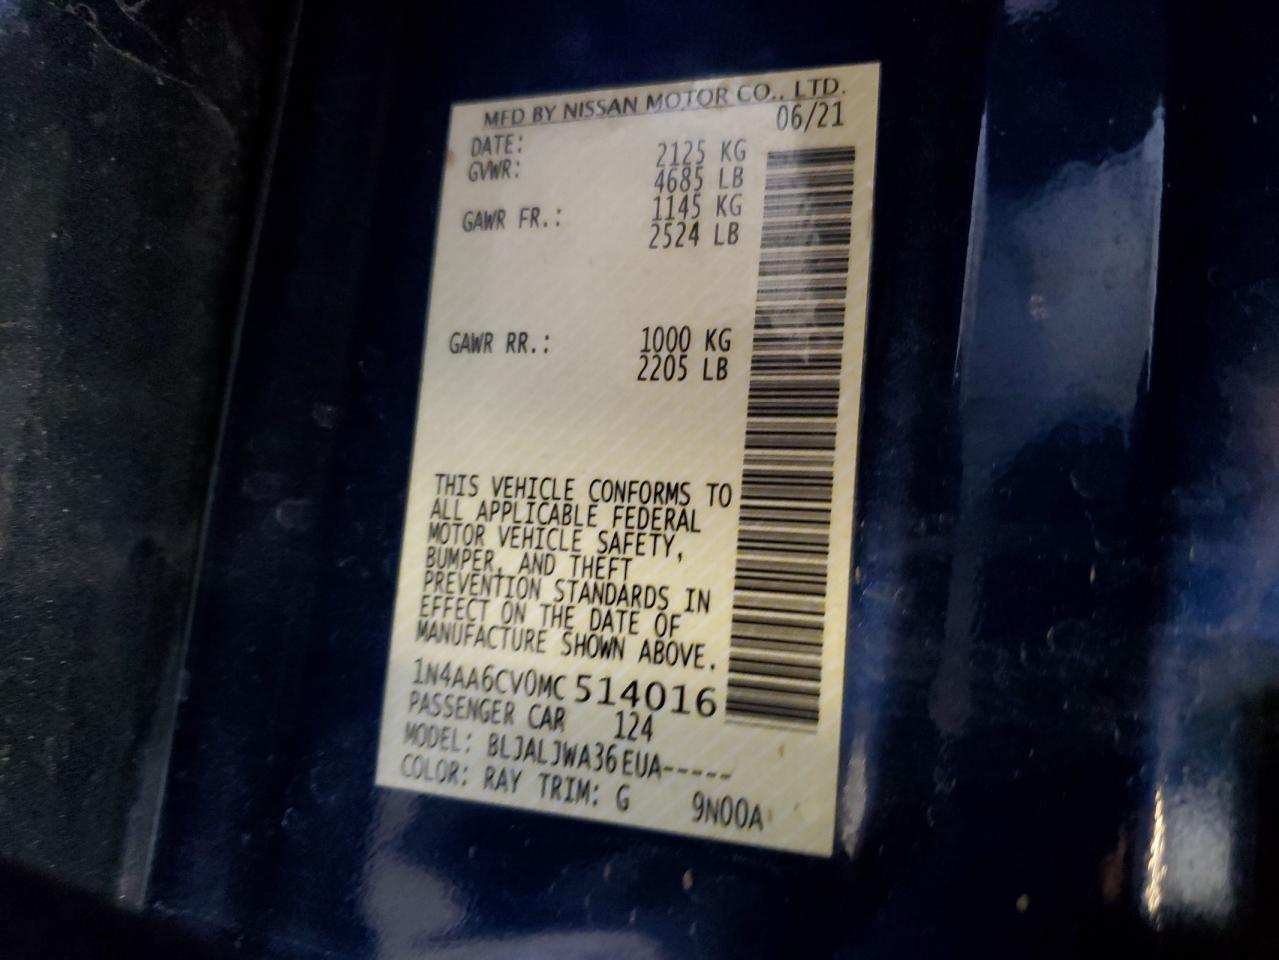 MFD BY NISSAN MOTOR CO., LTD.
DATE: 06/21
GVWR: 2125 KG
4685 LB
GAWR FR.: 1145 KG
2524 LB
GAWR RR.: 1000 KG
2205 LB
THIS VEHICLE CONFORMS TO
ALL APPLICABLE FEDERAL
MOTOR VEHICLE SAFETY,
BUMPER, AND THEFT
PREVENTION STANDARDS IN
EFFECT ON THE DATE OF
MANUFACTURE SHOWN ABOVE.
1N4AA6CV0MC514016
PASSENGER CAR 124
MODEL: BLJALJWA36EUA-----
COLOR: RAY TRIM: G 9N00A